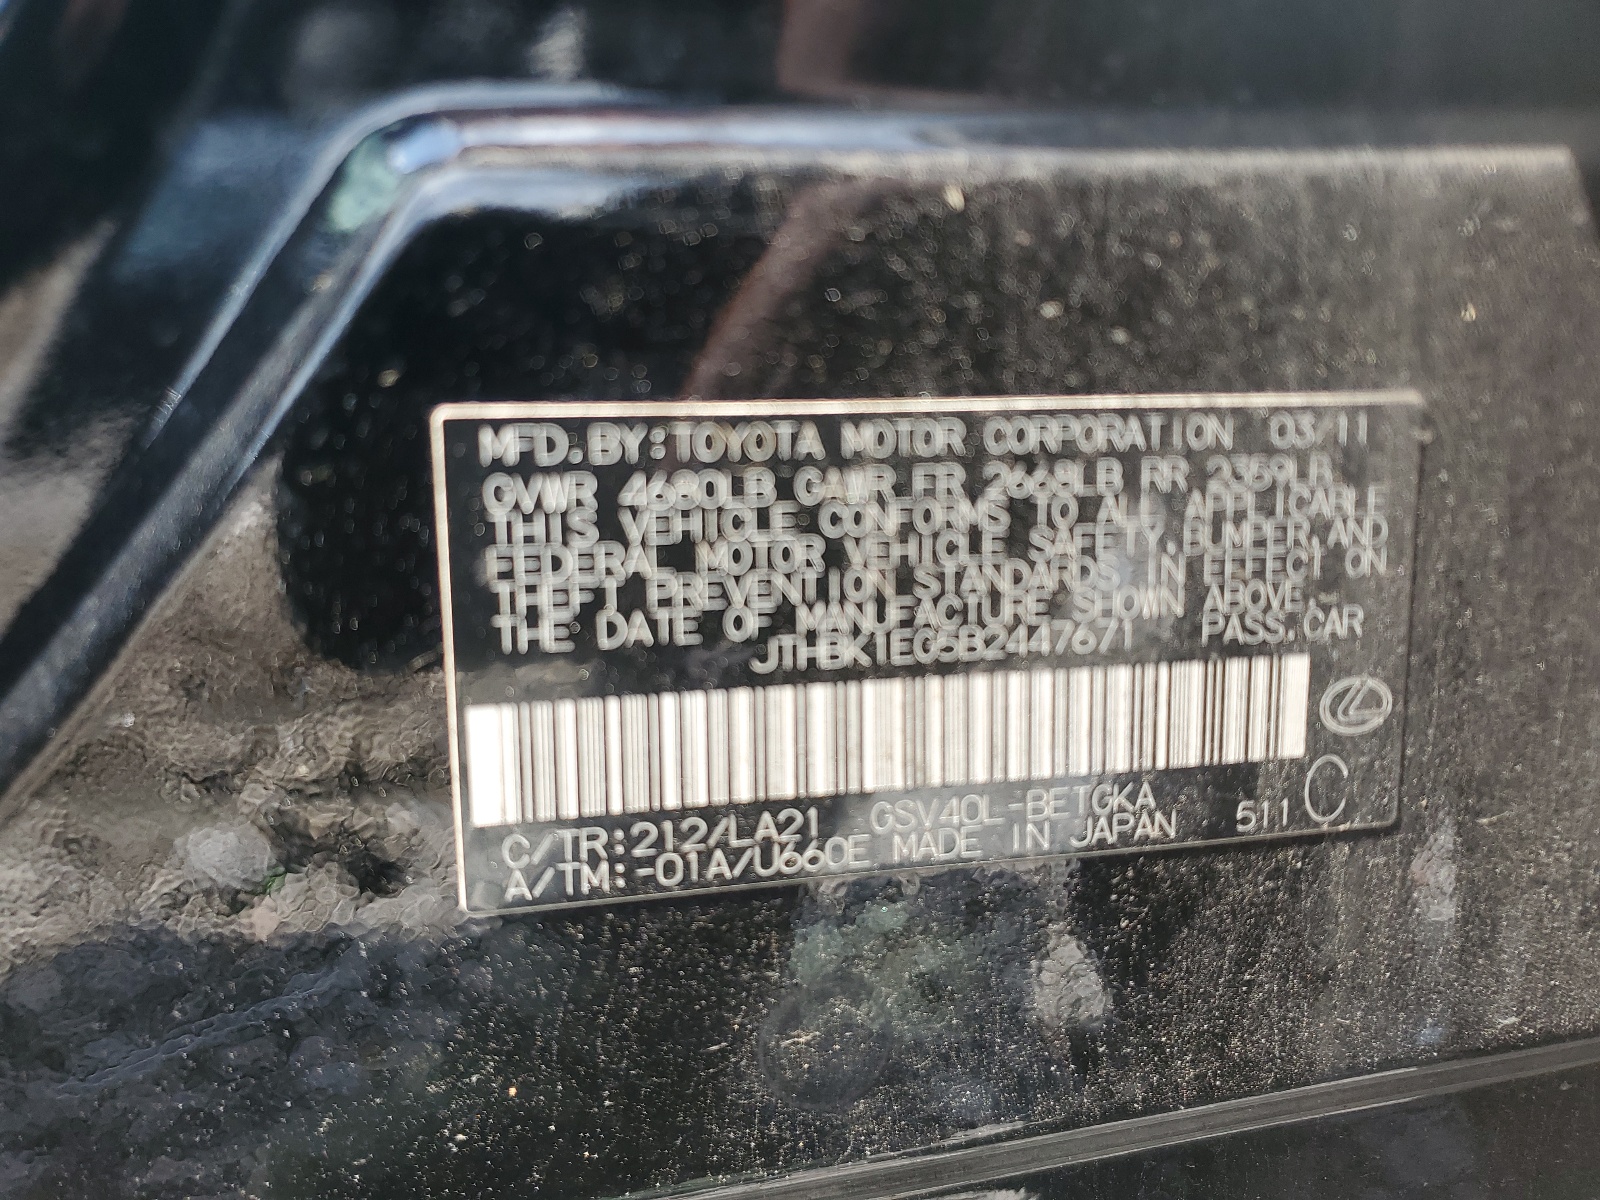 MFD.BY:TOYOTA MOTOR CORPORATION 03/11
GVWR 4680LB GAWR FR 2668LB RR 2359LB
THIS VEHICLE CONFORMS TO ALL APPLICABLE
FEDERAL MOTOR VEHICLE SAFETY,BUMPER,AND
THEFT PREVENTION STANDARDS IN EFFECT ON
THE DATE OF MANUFACTURE SHOWN ABOVE.
JTHBK1EG5B2447671 PASS.CAR
C/TR:212/LA21 GSV40L-BETGKA
A/TM:-01A/U660E MADE IN JAPAN 511 C